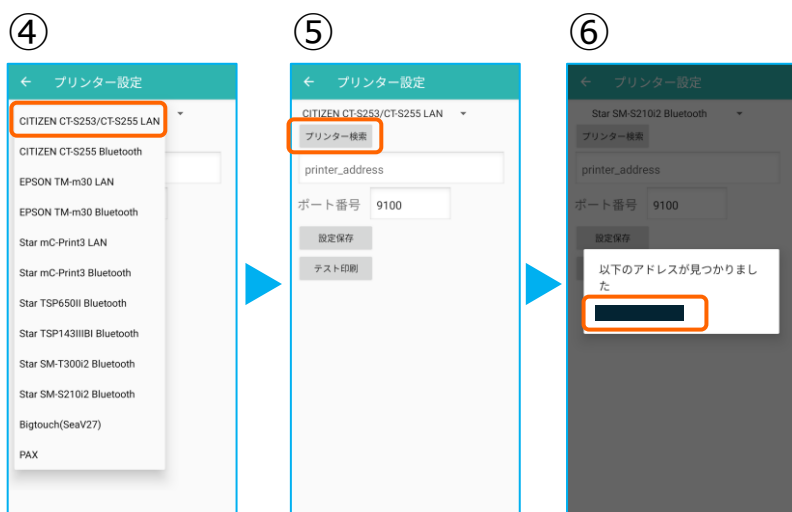 ④
← プリンター設定
CITIZEN CT-S253/CT-S255 LAN
CITIZEN CT-S255 Bluetooth
EPSON TM-m30 LAN
EPSON TM-m30 Bluetooth
Star mC-Print3 LAN
Star mC-Print3 Bluetooth
Star TSP650II Bluetooth
Star TSP143IIIBI Bluetooth
Star SM-T300i2 Bluetooth
Star SM-S210i2 Bluetooth
Bigtouch(SeaV27)
PAX
⑤
← プリンター設定
CITIZEN CT-S253/CT-S255 LAN
プリンター検索
printer_address
ポート番号 9100
設定保存
テスト印刷
⑥
← プリンター設定
Star SM-S210i2 Bluetooth
プリンター検索
printer_address
ポート番号 9100
設定保存
以下のアドレスが見つかりまし
た